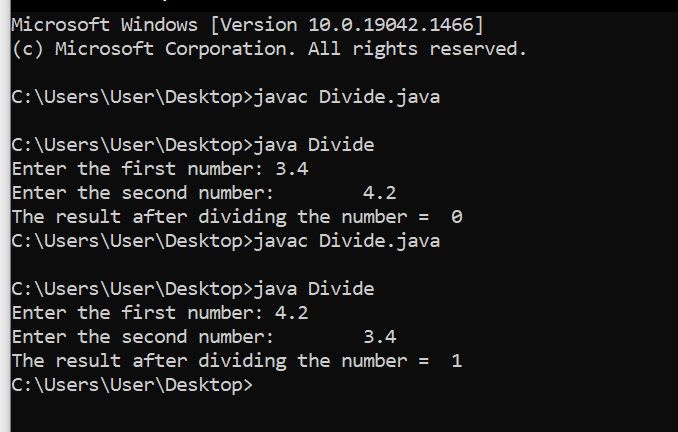 Microsoft Windows [Version 10.0.19042.1466]
(c) Microsoft Corporation. All rights reserved.
C:\Users\User\Desktop>javac Divide.java
C:\Users\User\Desktop>java Divide
Enter the first number: 3.4
Enter the second number:        4.2
The result after dividing the number =  0
C:\Users\User\Desktop>javac Divide.java
C:\Users\User\Desktop>java Divide
Enter the first number: 4.2
Enter the second number:        3.4
The result after dividing the number =  1
C:\Users\User\Desktop>